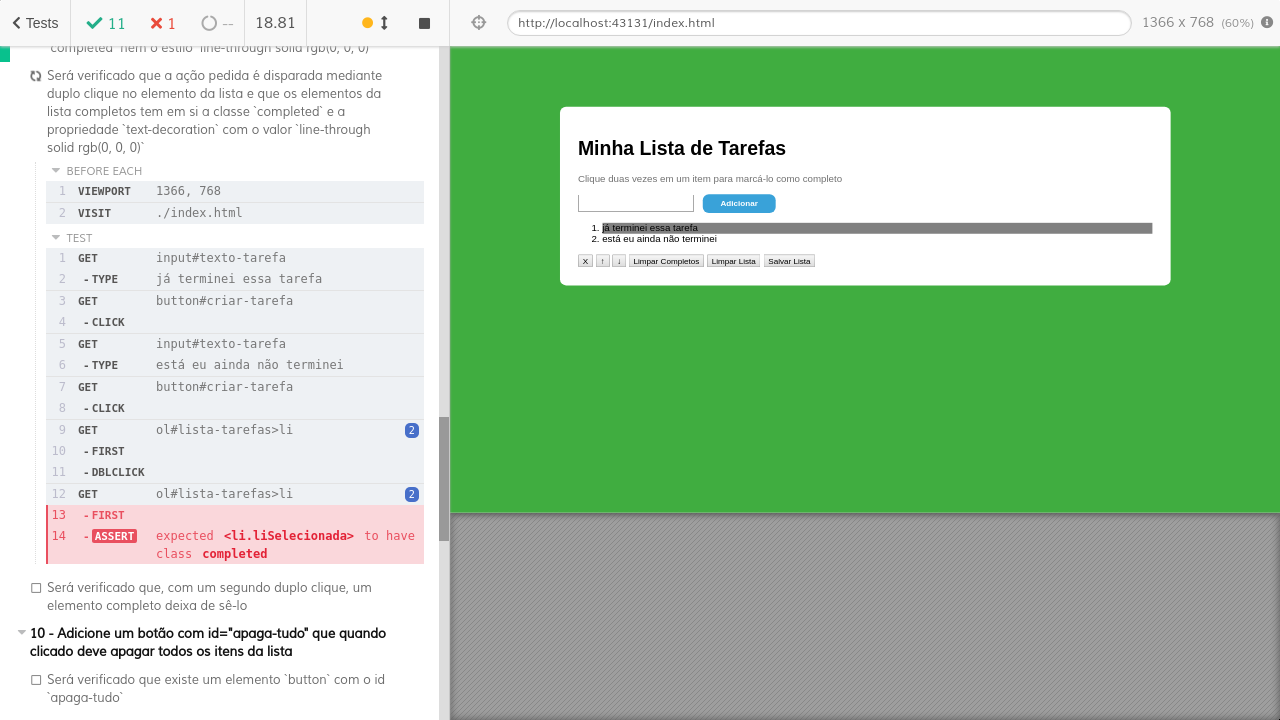 Tests
11
1
--
18.81
http://localhost:43131/index.html
1366 x 768 (60%)
`completed` nem o estilo `line-through solid rgb(0, 0, 0)`
Será verificado que a ação pedida é disparada mediante
duplo clique no elemento da lista e que os elementos da
lista completos tem em si a classe `completed` e a
propriedade `text-decoration` com o valor `line-through
solid rgb(0, 0, 0)`
BEFORE EACH
1 VIEWPORT 1366, 768
2 VISIT ./index.html
TEST
1 GET input#texto-tarefa
2 -TYPE já terminei essa tarefa
3 GET button#criar-tarefa
4 -CLICK
5 GET input#texto-tarefa
6 -TYPE está eu ainda não terminei
7 GET button#criar-tarefa
8 -CLICK
9 GET ol#lista-tarefas>li 2
10 -FIRST
11 -DBLCLICK
12 GET ol#lista-tarefas>li 2
13 -FIRST
14 -ASSERT expected <li.liSelecionada> to have
class completed
Será verificado que, com um segundo duplo clique, um
elemento completo deixa de sê-lo
10 - Adicione um botão com id="apaga-tudo" que quando
clicado deve apagar todos os itens da lista
Será verificado que existe um elemento `button` com o id
`apaga-tudo`
Minha Lista de Tarefas
Clique duas vezes em um item para marcá-lo como completo
Adicionar
1. já terminei essa tarefa
2. está eu ainda não terminei
X ↑ ↓ Limpar Completos Limpar Lista Salvar Lista